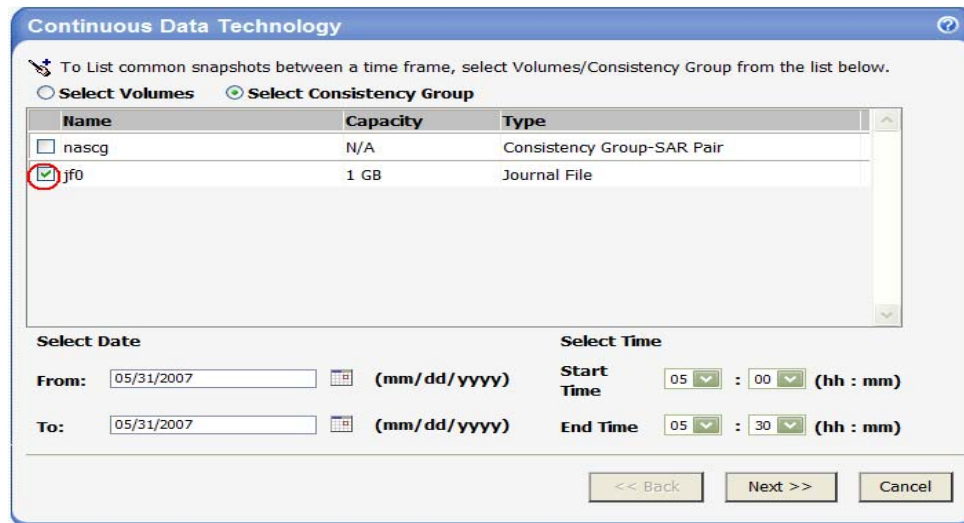 Continuous Data Technology
?
To List common snapshots between a time frame, select Volumes/Consistency Group from the list below.
Select Volumes Select Consistency Group
Name Capacity Type
nascg N/A Consistency Group-SAR Pair
jf0 1 GB Journal File
Select Date Select Time
From: 05/31/2007 (mm/dd/yyyy) Start Time 05 : 00 (hh : mm)
To: 05/31/2007 (mm/dd/yyyy) End Time 05 : 30 (hh : mm)
<< Back Next >> Cancel